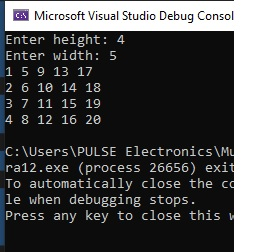 Microsoft Visual Studio Debug Consol
Enter height: 4
Enter width: 5
1 5 9 13 17
2 6 10 14 18
3 7 11 15 19
4 8 12 16 20
C:\Users\PULSE Electronics\Mu
ra12.exe (process 26656) exit
To automatically close the co
le when debugging stops.
Press any key to close this w